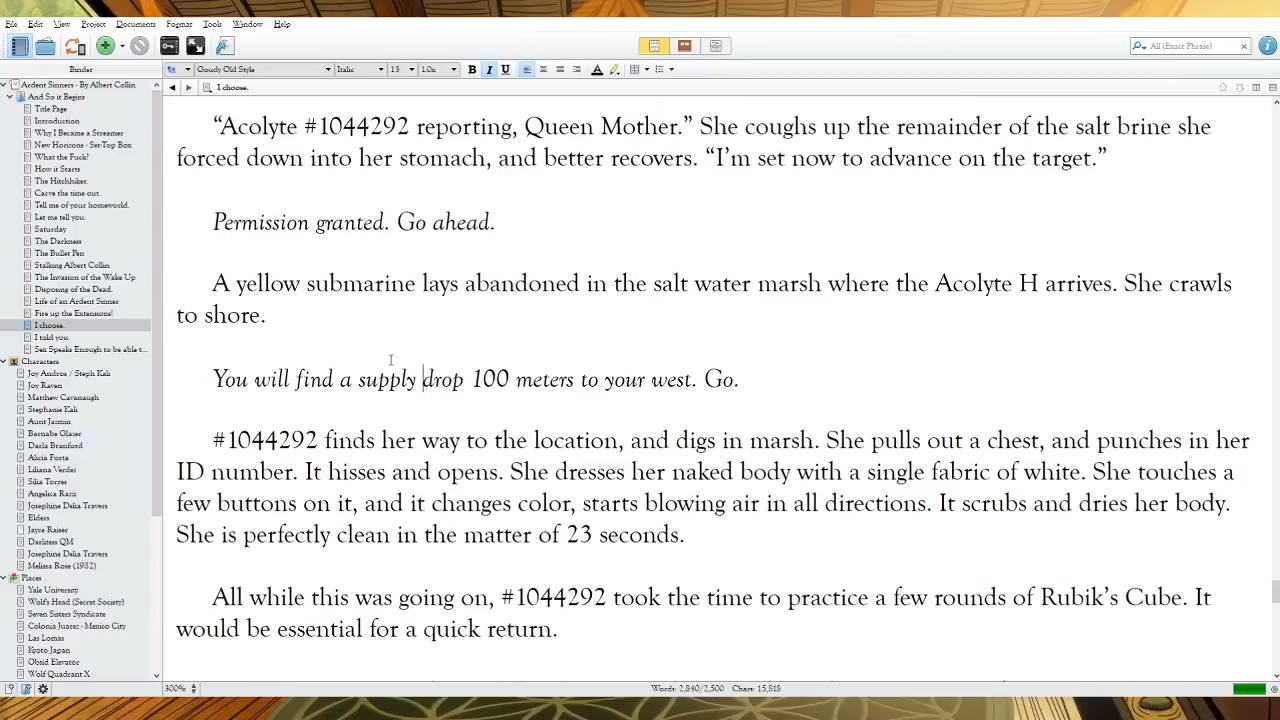 File Edit View Project Documents Format Tools Window Help
All (Exact Phrase)
Binder
Goudy Old Style Italic 13 1.0x B I U A
I choose.
Ardent Sinners - By Albert Collin
And So it Begins
Title Page
Introduction
Why I Became a Streamer
New Horizons - Set-Top Box
What the Fuck?
How it Starts
The Hitchhiker.
Carve the time out.
Tell me of your homeworld.
Let me tell you.
Saturday
The Darkness
The Bullet Pen
Stalking Albert Collin
The Invasion of the Wake Up
Disposing of the Dead.
Life of an Ardent Sinner
Fire up the Extensions!
I choose.
I told you.
Sex Speaks Enough to be able t...
Characters
Joy Andros / Steph Kali
Joy Raven
Matthew Cavanaugh
Stephanie Kali
Aunt Jazmin
Barnabe Glazer
Darla Branford
Alicia Forta
Liliana Verdez
Silia Torres
Angelica Razi
Josephine Delia Travers
Elders
Jayce Raiser
Darlitess QM
Josephine Delia Travers
Melissa Rose (1982)
Places
Yale University
Wolf's Head (Secret Society)
Seven Sisters Syndicate
Colonia Juarez - Mexico City
Las Lomas
Kyoto Japan
Obsid Elevator
Wolf Quadrant X
“Acolyte #1044292 reporting, Queen Mother.” She coughs up the remainder of the salt brine she
forced down into her stomach, and better recovers. “I’m set now to advance on the target.”
Permission granted. Go ahead.
A yellow submarine lays abandoned in the salt water marsh where the Acolyte H arrives. She crawls
to shore.
You will find a supply drop 100 meters to your west. Go.
#1044292 finds her way to the location, and digs in marsh. She pulls out a chest, and punches in her
ID number. It hisses and opens. She dresses her naked body with a single fabric of white. She touches a
few buttons on it, and it changes color, starts blowing air in all directions. It scrubs and dries her body.
She is perfectly clean in the matter of 23 seconds.
All while this was going on, #1044292 took the time to practice a few rounds of Rubik’s Cube. It
would be essential for a quick return.
300% Words: 2,840/2,500 Chars: 15,818